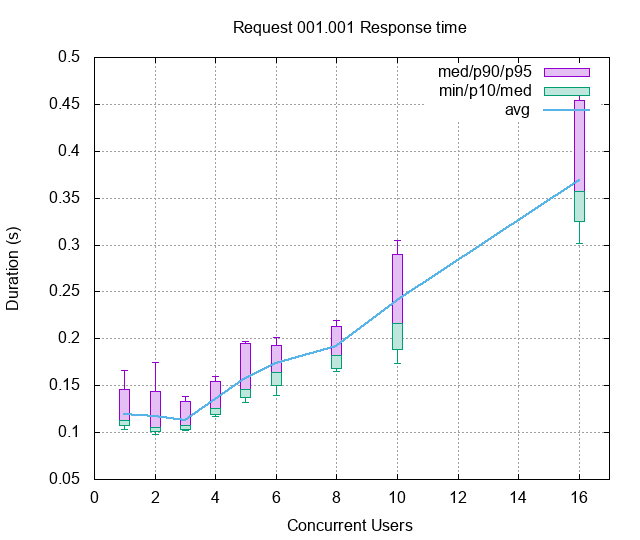 Request 001.001 Response time
0.5
0.45
0.4
0.35
0.3
0.25
0.2
0.15
0.1
0.05
med/p90/p95
min/p10/med
avg
Duration (s)
0 2 4 6 8 10 12 14 16
Concurrent Users